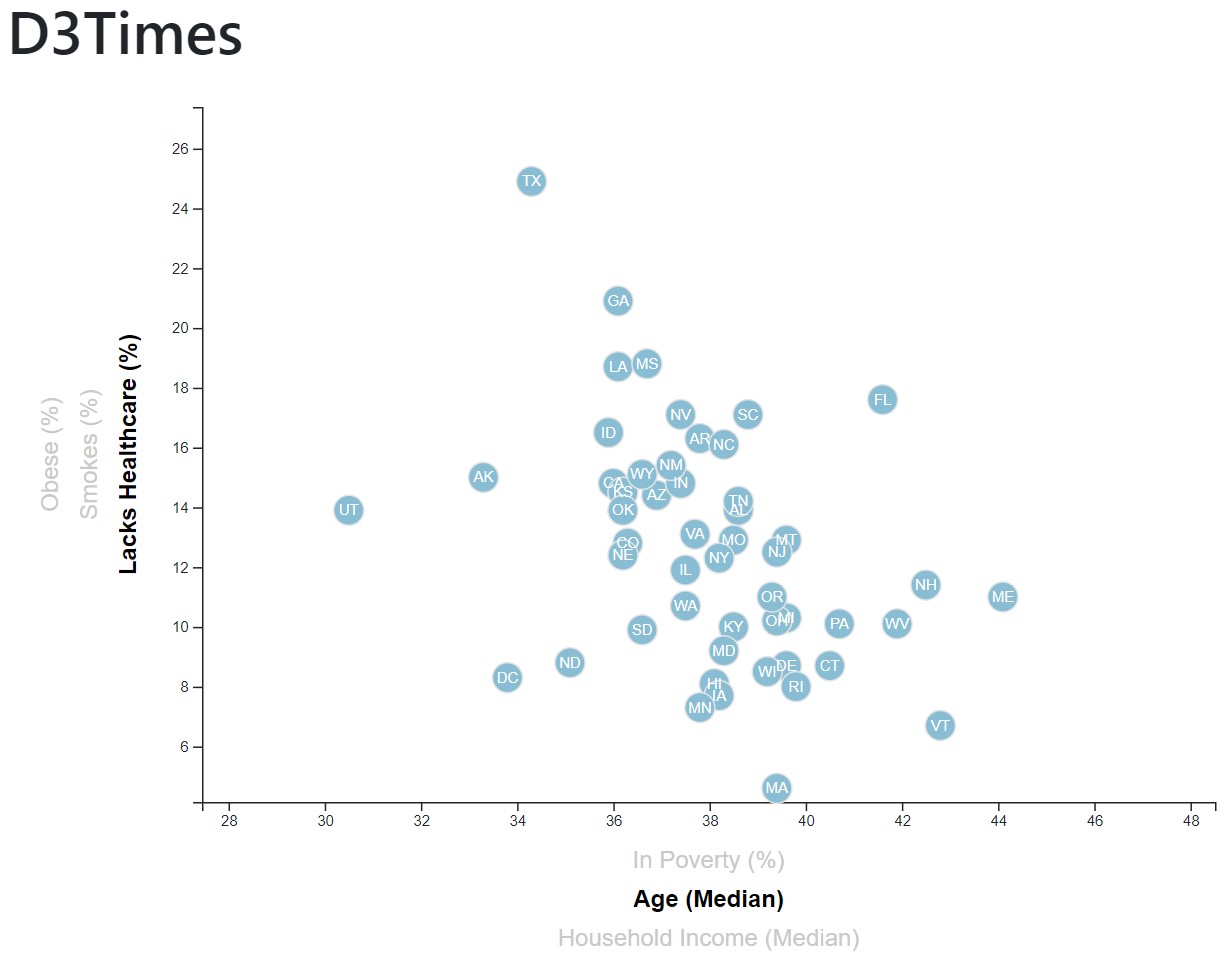 D3Times
26
24
22
20
18
16
14
12
10
8
6
Obese (%)
Smokes (%)
Lacks Healthcare (%)
TX
GA
LA MS
FL
NV SC
ID AR NC
NM
AK WY
CA IN
KS AZ
UT OK TN AL
VA MO MT
CO NY NJ
NE
IL
NH
OR ME
WA
SD KY OH MI PA WV
MD
ND WI DE CT
DC HI RI
IA
MN
VT
MA
28 30 32 34 36 38 40 42 44 46 48
In Poverty (%)
Age (Median)
Household Income (Median)